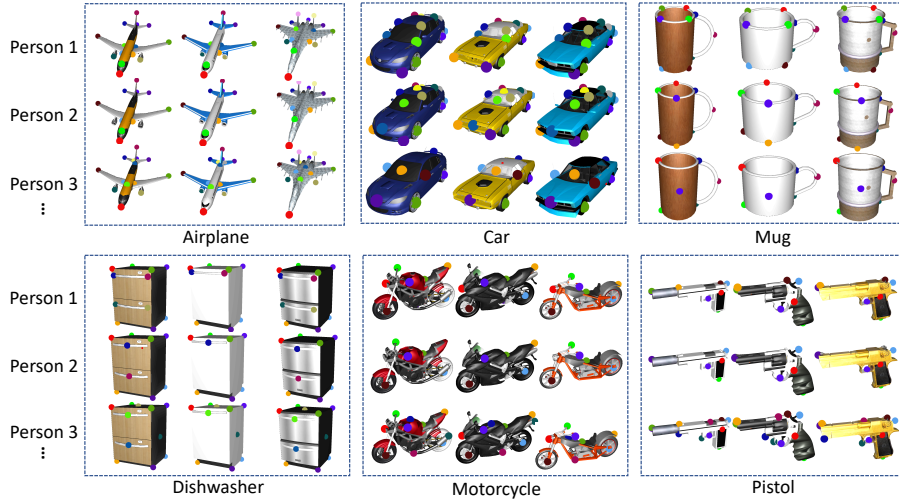 Person 1
Person 2
Person 3
⋮
Airplane
Car
Mug
Person 1
Person 2
Person 3
⋮
Dishwasher
Motorcycle
Pistol